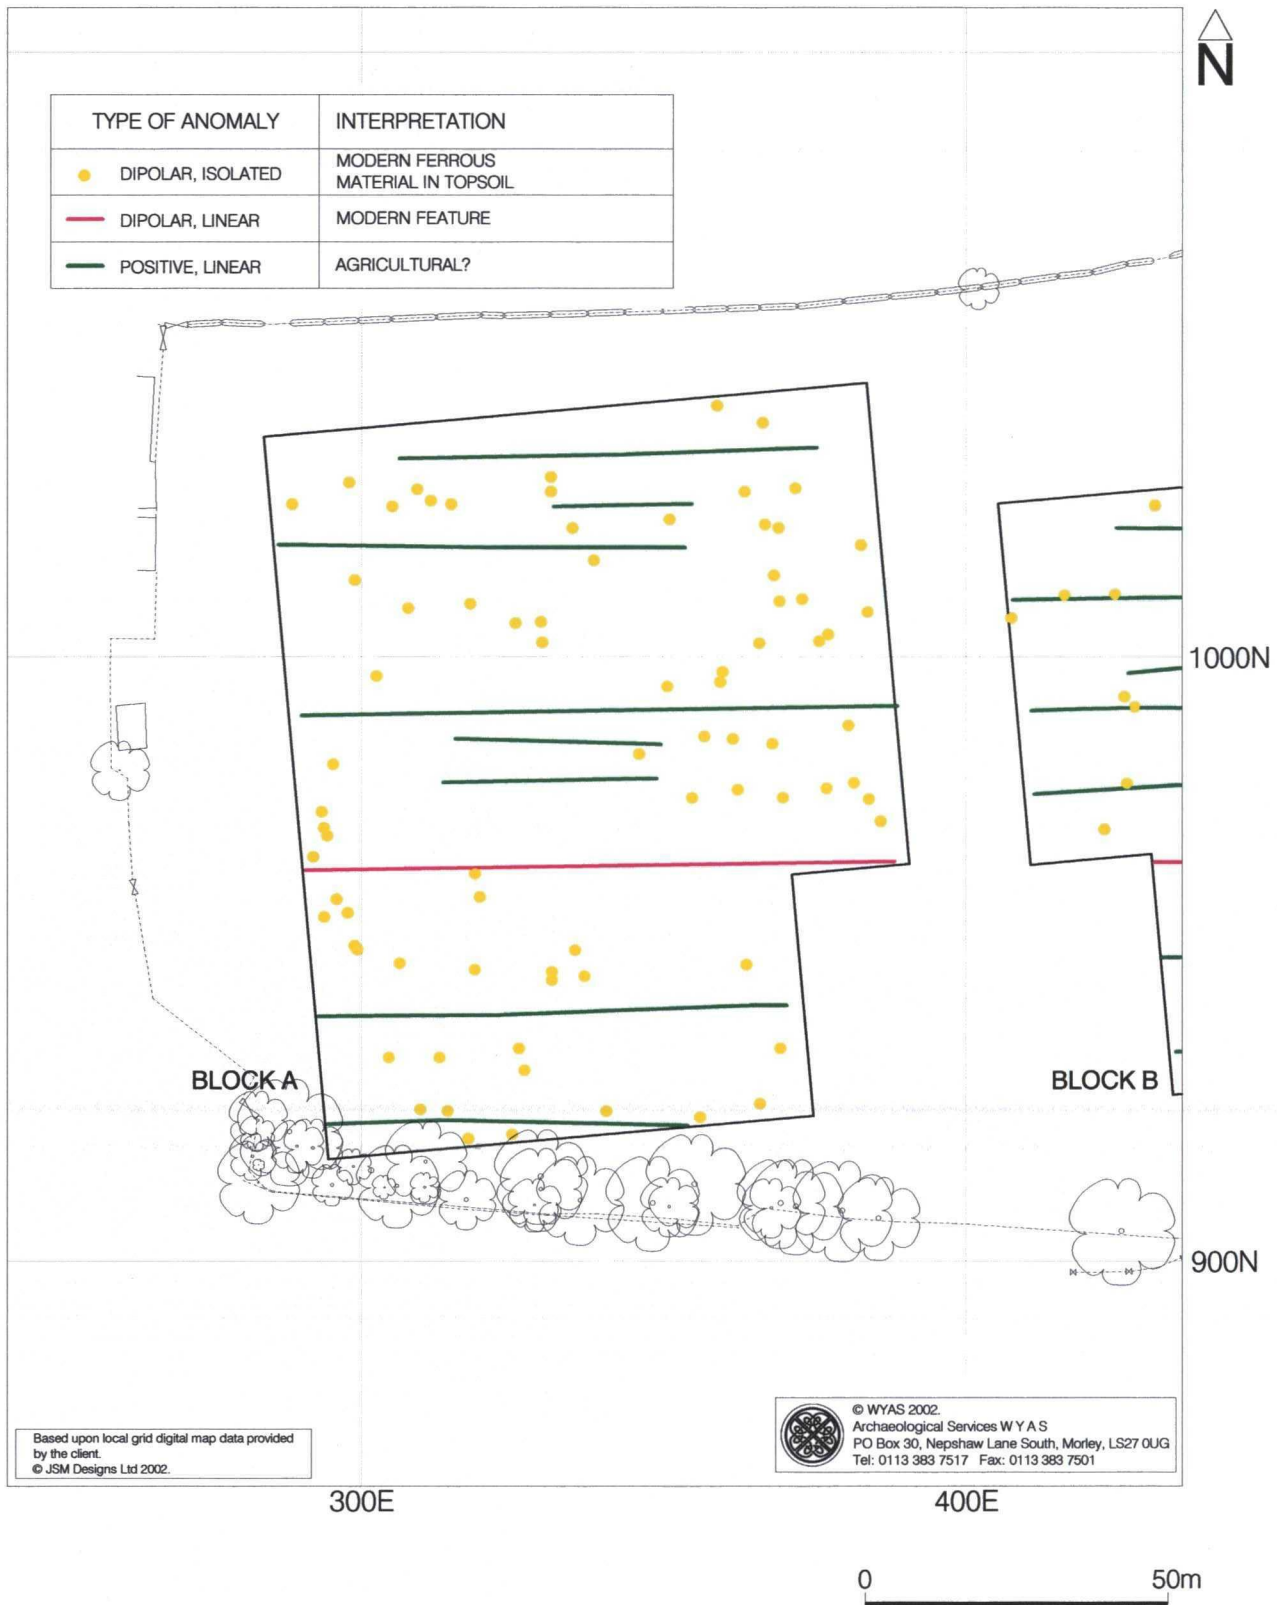 N
TYPE OF ANOMALY
INTERPRETATION
DIPOLAR, ISOLATED
MODERN FERROUS
MATERIAL IN TOPSOIL
DIPOLAR, LINEAR
MODERN FEATURE
POSITIVE, LINEAR
AGRICULTURAL?
1000N
BLOCK A
BLOCK B
900N
Based upon local grid digital map data provided
by the client.
© JSM Designs Ltd 2002.
© WYAS 2002.
Archaeological Services W Y A S
PO Box 30, Nepshaw Lane South, Morley, LS27 0UG
Tel: 0113 383 7517 Fax: 0113 383 7501
300E
400E
0
50m